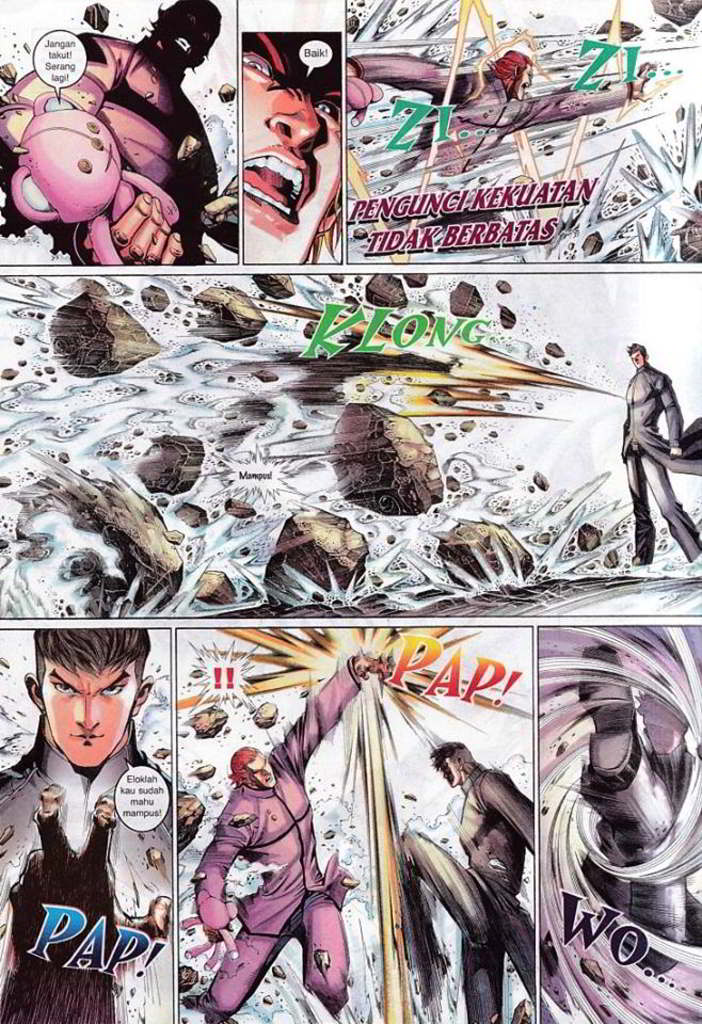 Jangan
takut!
Serang
lagi!
Baik!
ZI...
ZI...
PENGUNCI KEKUATAN
TIDAK BERBATAS
KLONG
Mampus!
Eloklah
kau sudah
mahu
mampus!
PAP!
!!
PAP!
WO...